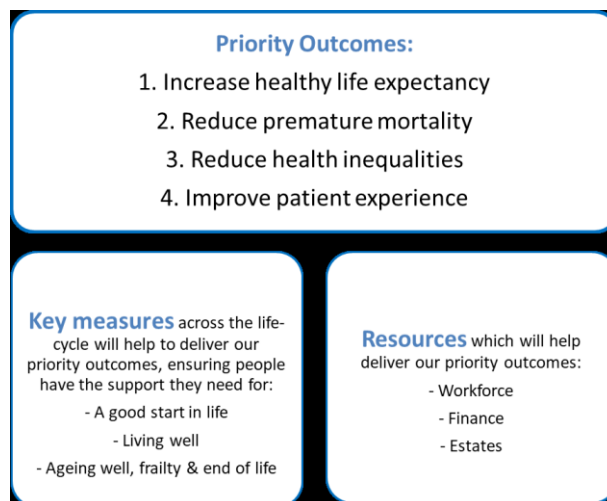 Priority Outcomes:
1. Increase healthy life expectancy
2. Reduce premature mortality
3. Reduce health inequalities
4. Improve patient experience
Key measures across the life-
cycle will help to deliver our
priority outcomes, ensuring people
have the support they need for:
- A good start in life
- Living well
- Ageing well, frailty & end of life
Resources which will help
deliver our priority outcomes:
- Workforce
- Finance
- Estates